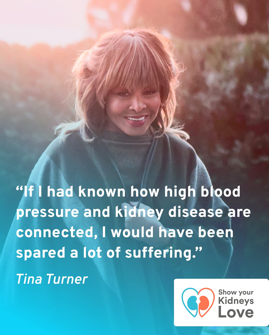 “If I had known how high blood
pressure and kidney disease are
connected, I would have been
spared a lot of suffering.”
Tina Turner
Show your
Kidneys
Love